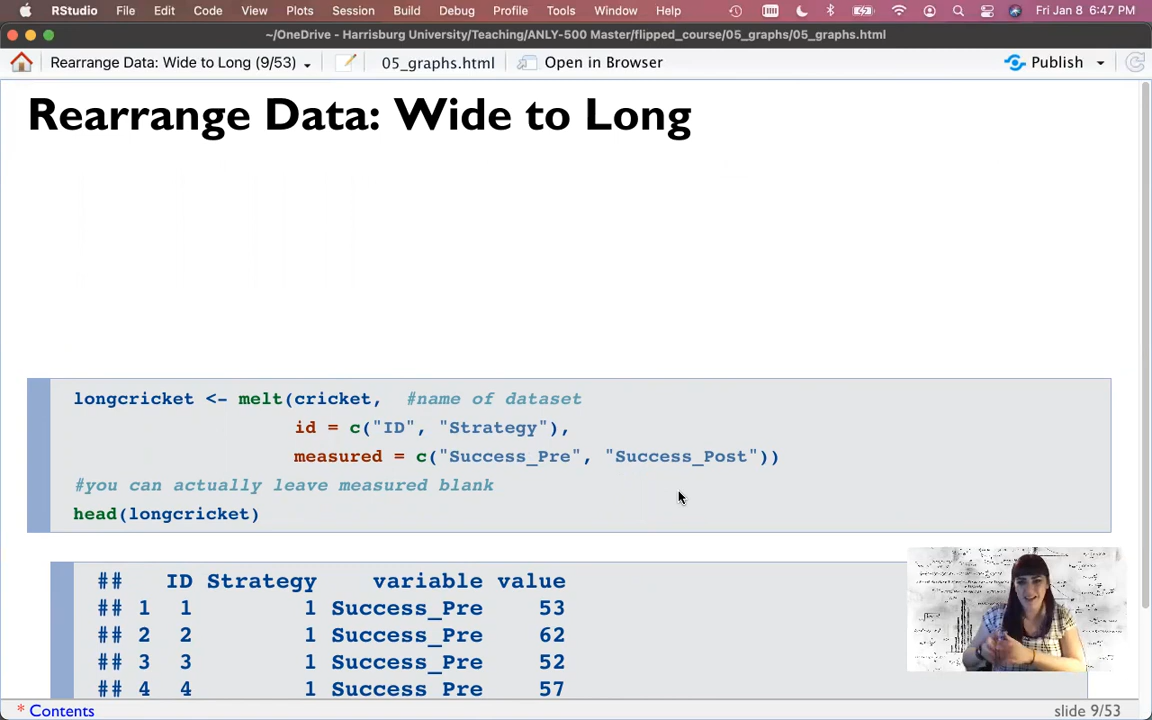 RStudio File Edit Code View Plots Session Build Debug Profile Tools Window Help Fri Jan 8 6:47 PM
~/OneDrive - Harrisburg University/Teaching/ANLY-500 Master/flipped_course/05_graphs/05_graphs.html
Rearrange Data: Wide to Long (9/53) 05_graphs.html Open in Browser Publish
Rearrange Data: Wide to Long
longcricket <- melt(cricket, #name of dataset
id = c("ID", "Strategy"),
measured = c("Success_Pre", "Success_Post"))
#you can actually leave measured blank
head(longcricket)
## ID Strategy variable value
## 1 1 1 Success_Pre 53
## 2 2 1 Success_Pre 62
## 3 3 1 Success_Pre 52
## 4 4 1 Success_Pre 57
* Contents slide 9/53